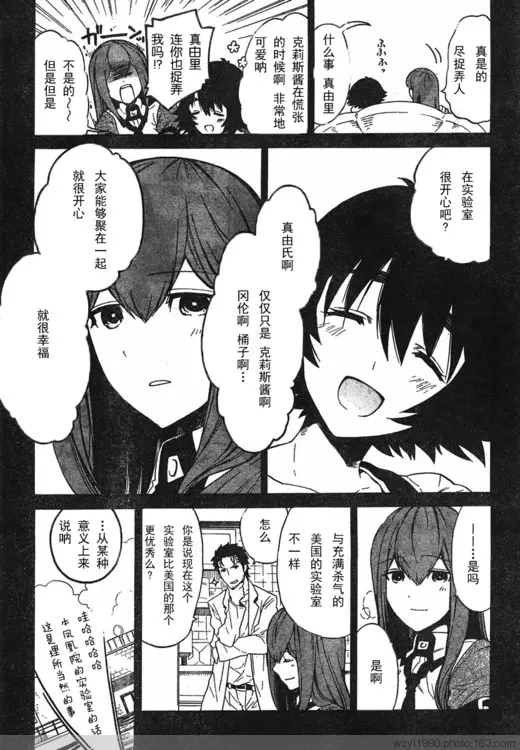 真的是
尽捉弄人
ふふっ
什么
事
真由里
克莉斯酱在慌张
的时候啊
非常地
可爱呐
真由里
连你也捉弄
我吗!?
ガーン
不是的～～
但是但是
在实验室
很开心吧?
真由氏啊
仅仅只是
克莉斯酱啊
冈伦啊
桶子啊…
大家能够聚在一起
就很开心
就很幸福
——…是吗
是啊
与充满杀气的
美国的实验室
不一样
怎么
你是说现在这个
实验室比美国的那个
更优秀么?
…从某种
意义上来
说呐
哇哈哈哈哈
凤凰院的实验室的话
这是理所当然的事
wzyl1990.photo.163.com